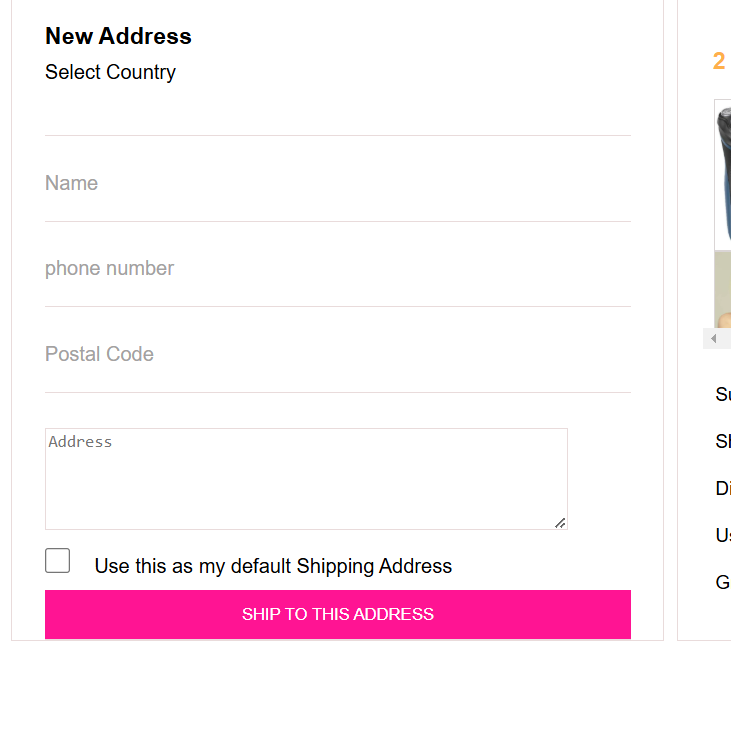 New Address
Select Country
Name
phone number
Postal Code
Address
Use this as my default Shipping Address
SHIP TO THIS ADDRESS
2